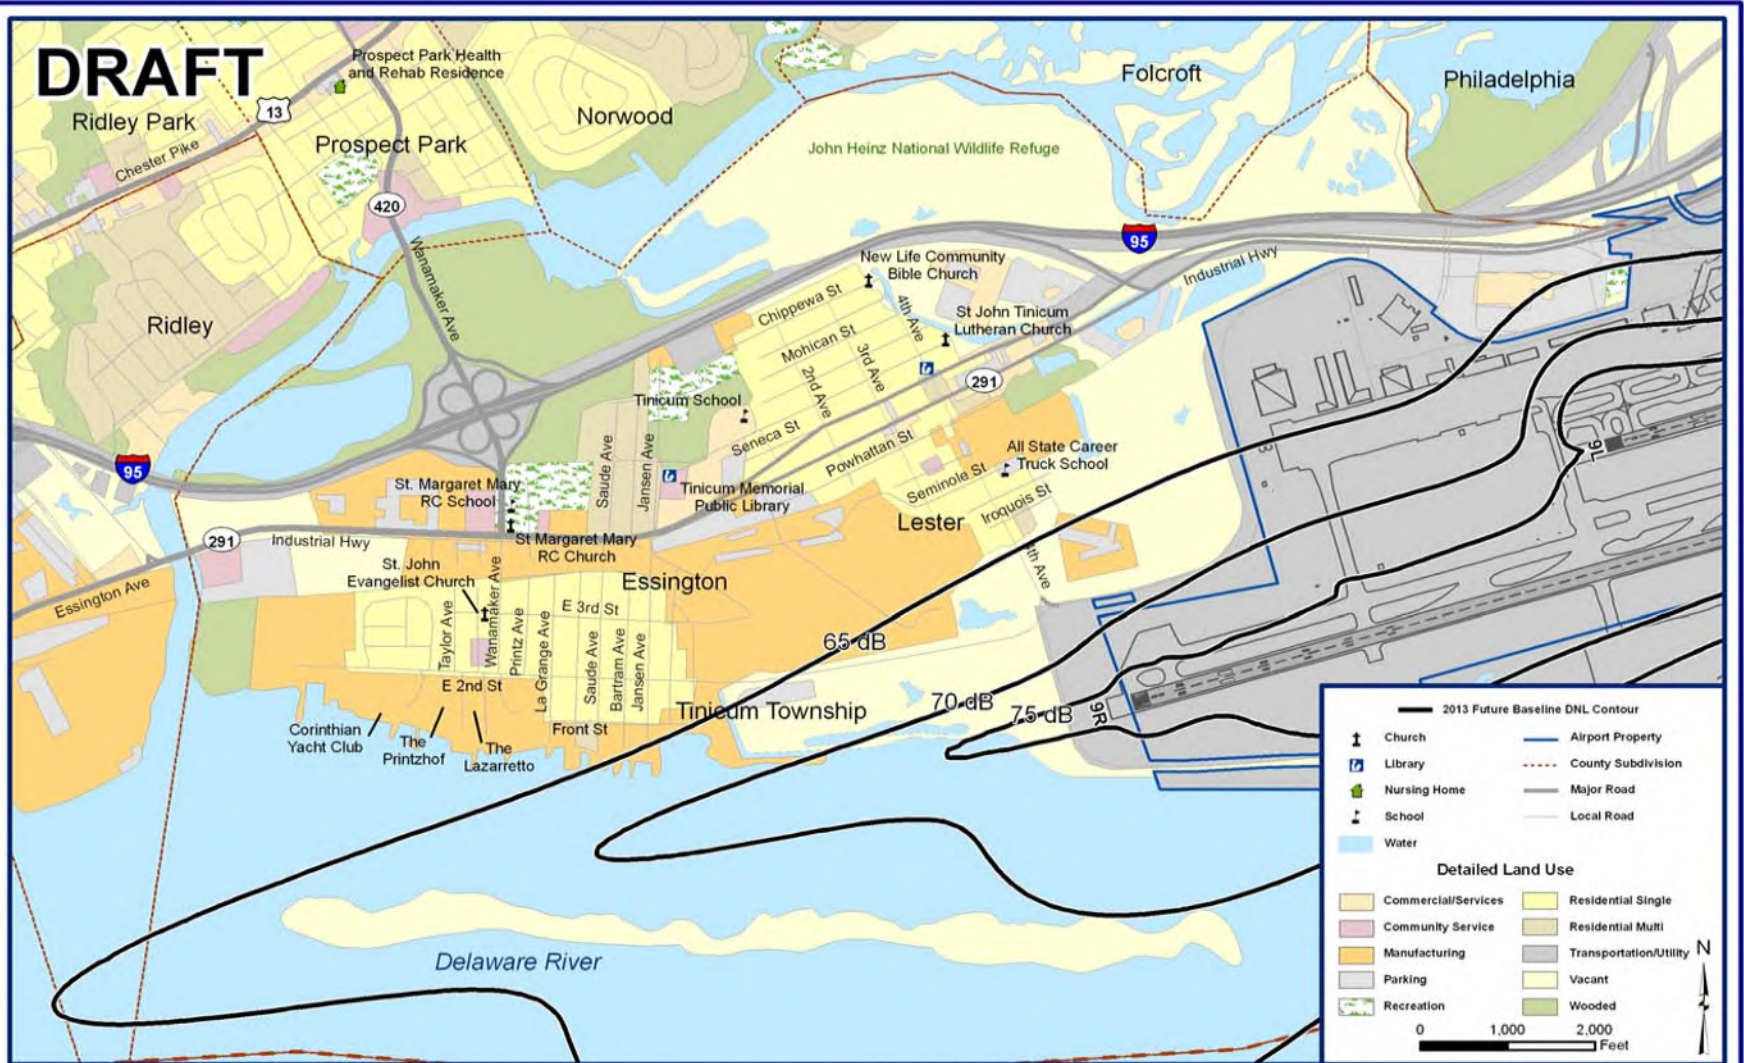 DRAFT
Prospect Park Health
and Rehab Residence
Folcroft
Philadelphia
13
Ridley Park
Norwood
Chester Pike
Prospect Park
John Heinz National Wildlife Refuge
420
95
Wanamaker Ave
New Life Community
Bible Church
Industrial Hwy
Chippewa St
4th Ave
St John Tinicum
Lutheran Church
Ridley
Mohican St
3rd Ave
2nd Ave
291
Tinicum School
Seneca St
Powhattan St
All State Career
Truck School
9L
95
Saude Ave
Jansen Ave
St. Margaret Mary
RC School
Tinicum Memorial
Public Library
Seminole St
Iroquois St
Lester
291
Industrial Hwy
St Margaret Mary
RC Church
St. John
Evangelist Church
Essington
4th Ave
Essington Ave
Wanamaker Ave
E 3rd St
Taylor Ave
Printz Ave
La Grange Ave
Saude Ave
Bartram Ave
Jansen Ave
65 dB
E 2nd St
70 dB
75 dB
9R
Tinicum Township
Front St
Corinthian
Yacht Club
The
Printzhof
The
Lazarretto
Delaware River
2013 Future Baseline DNL Contour
Church
Airport Property
Library
County Subdivision
Nursing Home
Major Road
School
Local Road
Water
Detailed Land Use
Commercial/Services
Residential Single
Community Service
Residential Multi
Manufacturing
Transportation/Utility
Parking
Vacant
Recreation
Wooded
N
0 1,000 2,000
Feet